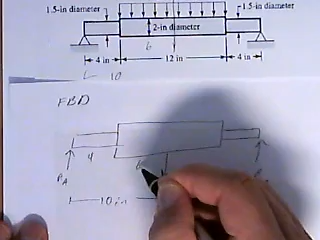 1.5-in diameter
1.5-in diameter
2-in diameter
6
4 in
12 in
4 in
10
FBD
4
6
R_A
10 in